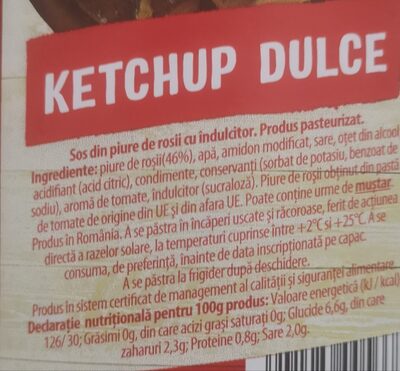 KETCHUP DULCE
Sos din piure de rosii cu îndulcitor. Produs pasteurizat.
Ingrediente: piure de roșii(46%), apă, amidon modificat, sare, oțet din alcool
acidifiant (acid citric), condimente, conservanți (sorbat de potasiu, benzoat de
sodiu), aromă de tomate, îndulcitor (sucraloză). Piure de roșii obținut din pastă
de tomate de origine din UE și din afara UE. Poate conține urme de mustar.
Produs în România. A se păstra în încăperi uscate și răcoroase, ferit de acțiunea
directă a razelor solare, la temperaturi cuprinse între +2°C și +25°C. A se
consuma, de preferință, înainte de data inscripționată pe capac.
A se păstra la frigider după deschidere.
Produs în sistem certificat de management al calității și siguranței alimentare
Declarație nutrițională pentru 100g produs: Valoare energetică (kJ / kcal)
126/ 30; Grăsimi 0g, din care acizi grași saturați 0g; Glucide 6,6g, din care
zaharuri 2,3g; Proteine 0,8g; Sare 2,0g.